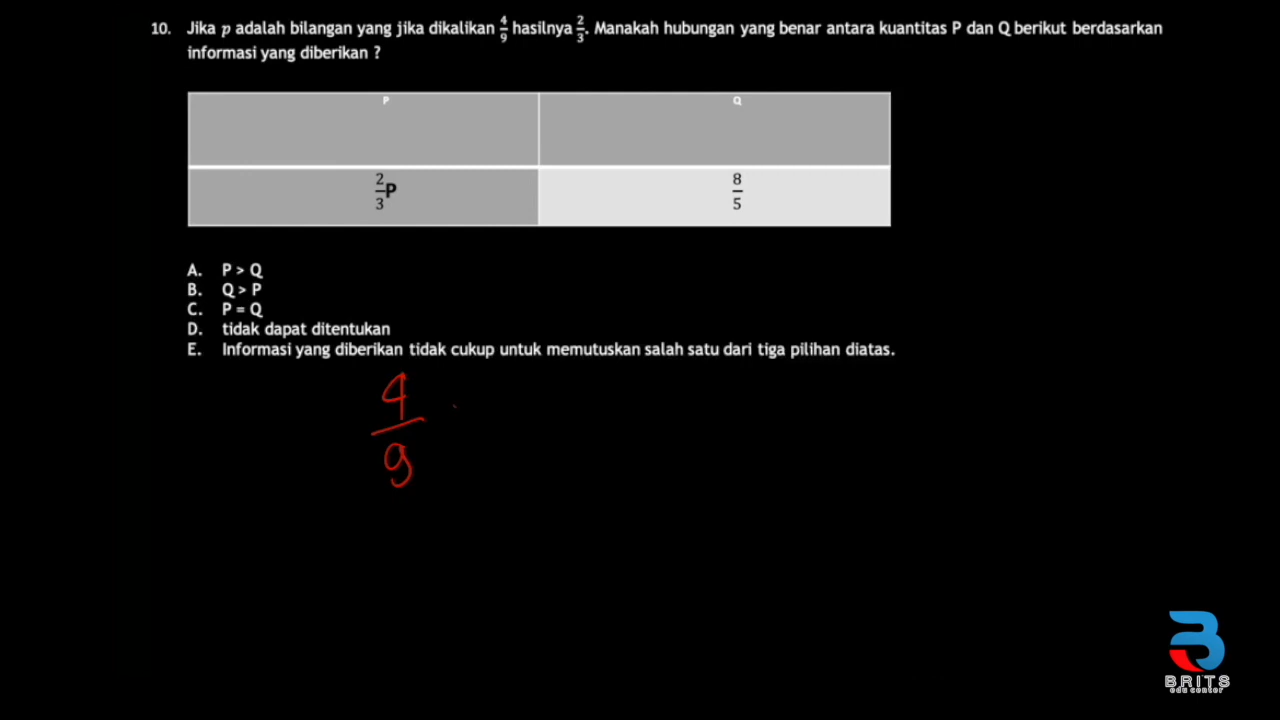 10. Jika p adalah bilangan yang jika dikalikan 4/9 hasilnya 2/3. Manakah hubungan yang benar antara kuantitas P dan Q berikut berdasarkan
informasi yang diberikan ?
P Q
2/3P 8/5
A. P > Q
B. Q > P
C. P = Q
D. tidak dapat ditentukan
E. Informasi yang diberikan tidak cukup untuk memutuskan salah satu dari tiga pilihan diatas.
4/9
BRITS
edu center